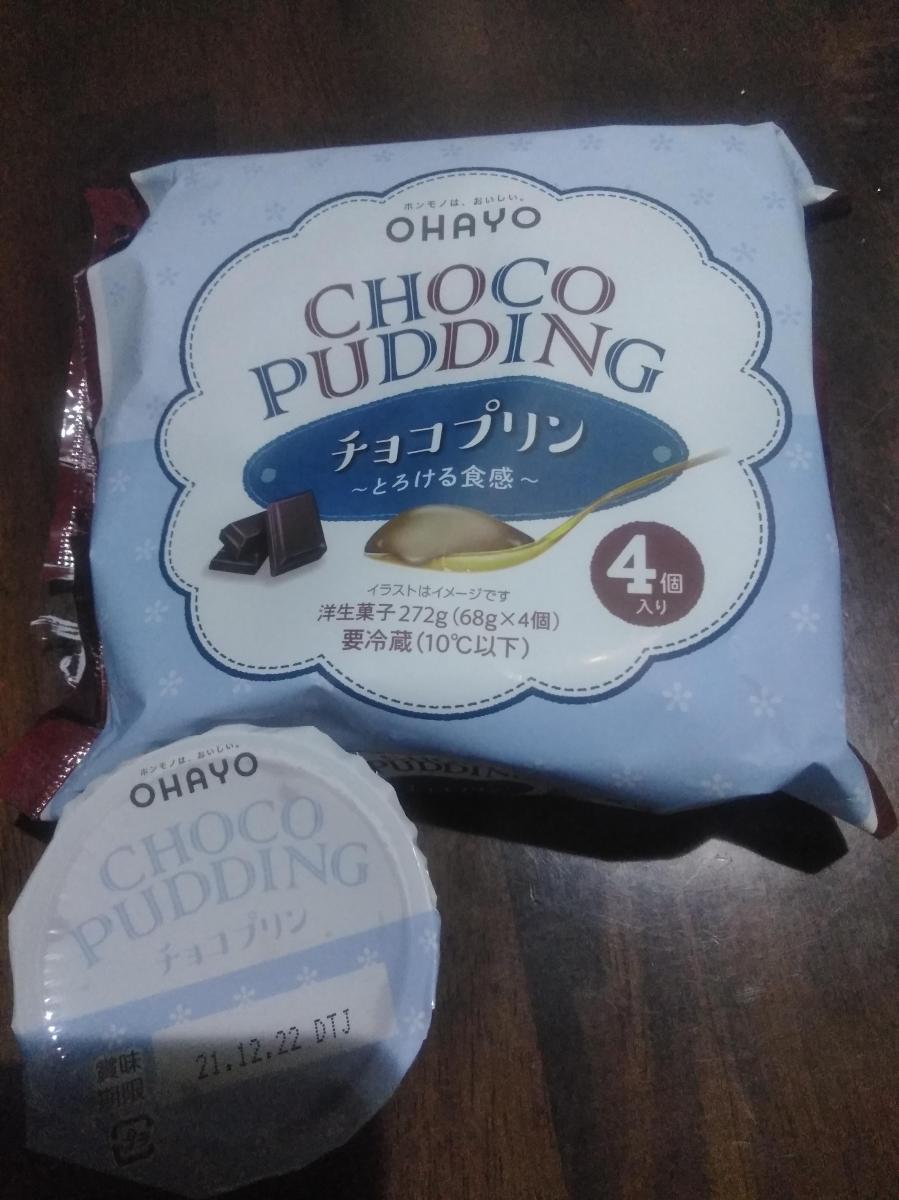 ホンモノは、おいしい。
OHAYO
CHOCO
PUDDING
チョコプリン
~とろける食感~
4個
入り
イラストはイメージです
洋生菓子272g(68g×4個)
要冷蔵(10℃以下)
PUDDING
ホンモノは、おいしい。
OHAYO
CHOCO
PUDDING
チョコプリン
賞味
期限
21.12.22 DTJ